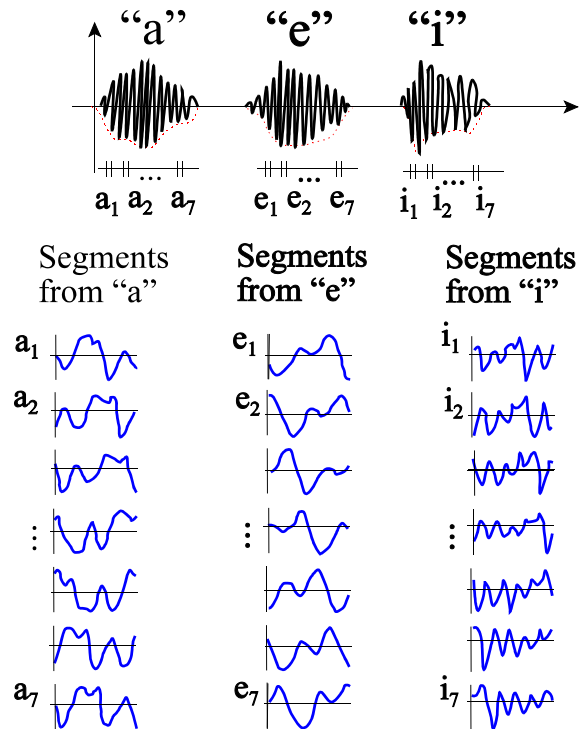 “a” “e” “i”
... ... ...
a1 a2 a7 e1 e2 e7 i1 i2 i7
Segments from “a”
Segments from “e”
Segments from “i”
a1 e1 i1
a2 e2 i2
⋮ ⋮ ⋮
a7 e7 i7